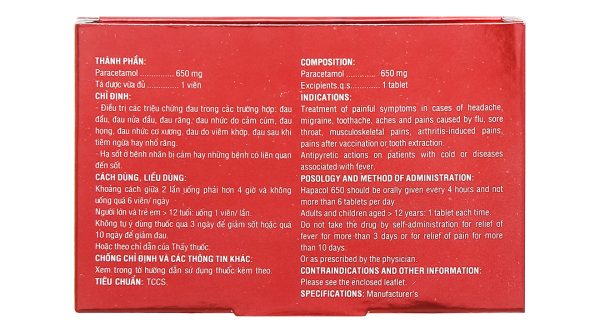 THÀNH PHẦN:
Paracetamol ............... 650 mg
Tá dược vừa đủ ............... 1 viên
CHỈ ĐỊNH:
- Điều trị các triệu chứng đau trong các trường hợp: đau
đầu, đau nửa đầu, đau răng, đau nhức do cảm cúm, đau
họng, đau nhức cơ xương, đau do viêm khớp, đau sau khi
tiêm ngừa hay nhổ răng.
- Hạ sốt ở bệnh nhân bị cảm hay những bệnh có liên quan
đến sốt.
CÁCH DÙNG, LIỀU DÙNG:
Khoảng cách giữa 2 lần uống phải hơn 4 giờ và không
uống quá 6 viên/ ngày
Người lớn và trẻ em > 12 tuổi: uống 1 viên/ lần.
Không tự ý dùng thuốc quá 3 ngày để giảm sốt hoặc quá
10 ngày để giảm đau.
Hoặc theo chỉ dẫn của Thầy thuốc.
CHỐNG CHỈ ĐỊNH VÀ CÁC THÔNG TIN KHÁC:
Xem trong tờ hướng dẫn sử dụng thuốc kèm theo.
TIÊU CHUẨN: TCCS.
COMPOSITION:
Paracetamol ............... 650 mg
Excipients.q.s............... 1 tablet
INDICATIONS:
Treatment of painful symptoms in cases of headache,
migraine, toothache, aches and pains caused by flu, sore
throat, musculoskeletal pains, arthritis-induced pains,
pains after vaccination or tooth extraction.
Antipyretic actions on patients with cold or diseases
associated with fever.
POSOLOGY AND METHOD OF ADMINISTRATION:
Hapacol 650 should be orally given every 4 hours and not
more than 6 tablets per day
Adults and children aged > 12 years: 1 tablet each time.
Do not take the drug by self-administration for relief of
fever for more than 3 days or for relief of pain for more
than 10 days.
Or as prescribed by the physician.
CONTRAINDICATIONS AND OTHER INFORMATION:
Please see the enclosed leaflet.
SPECIFICATIONS: Manufacturer's